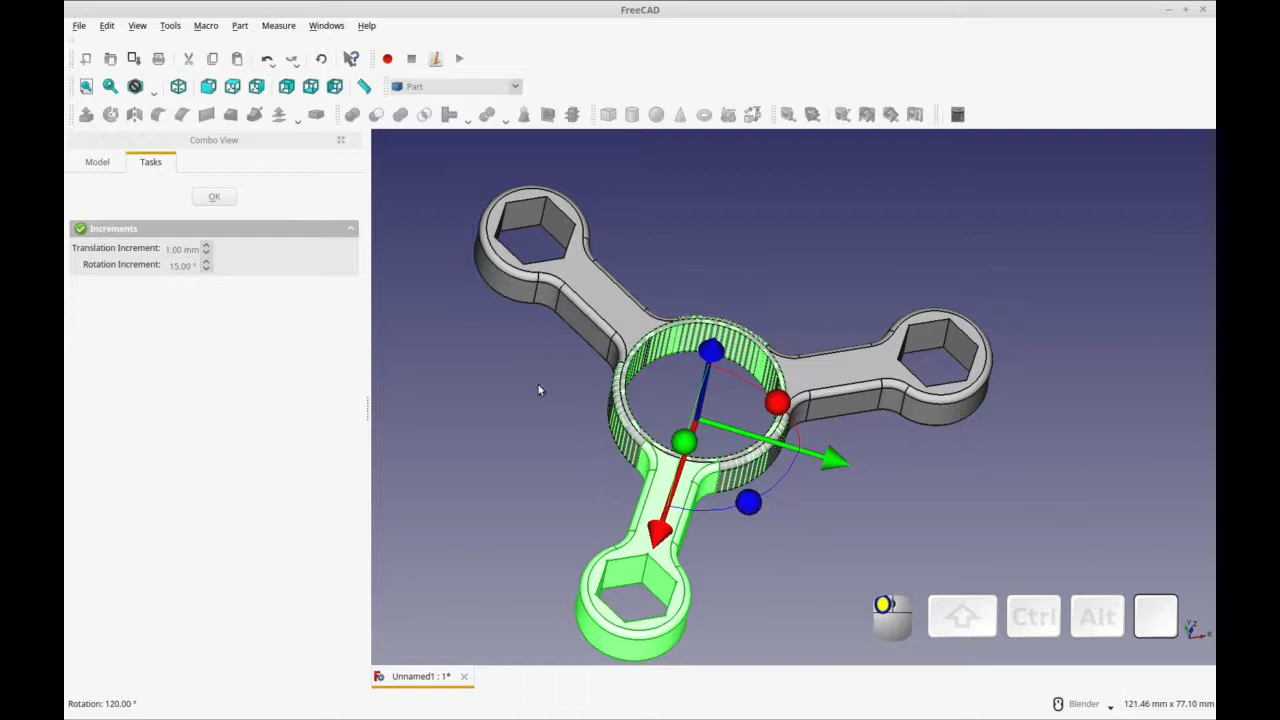 FreeCAD
File Edit View Tools Macro Part Measure Windows Help
Part
Combo View
Model Tasks
OK
Increments
Translation Increment: 1.00 mm
Rotation Increment: 15.00 °
Ctrl Alt
Y Z
X
Unnamed1 : 1*
Rotation: 120.00 °
Blender 121.46 mm x 77.10 mm